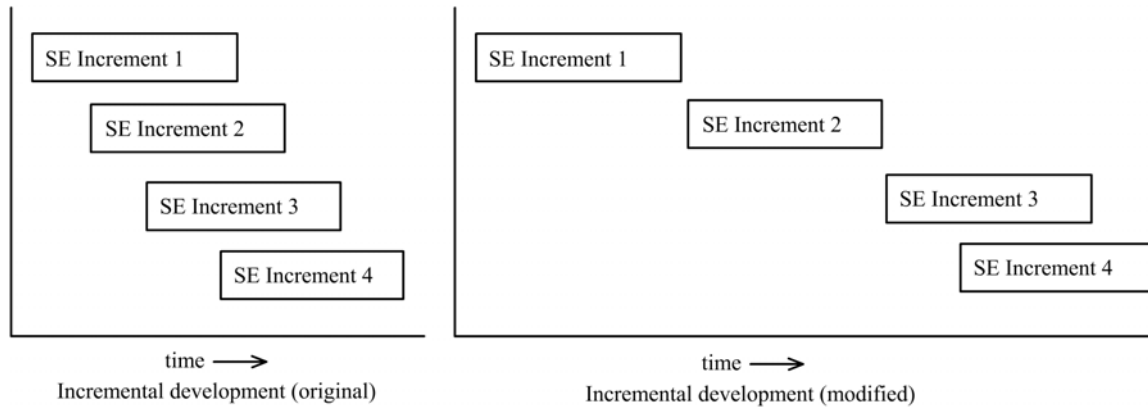 SE Increment 1
SE Increment 2
SE Increment 3
SE Increment 4
time
Incremental development (original)
SE Increment 1
SE Increment 2
SE Increment 3
SE Increment 4
time
Incremental development (modified)